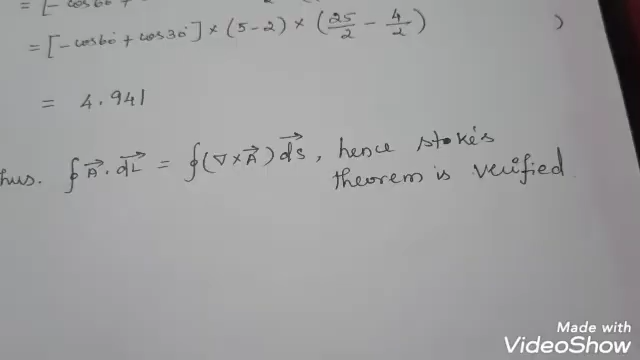 = [-cos60° + cos30°] × (5-2) × (25/2 - 4/2)
= 4.941
hus. ∮A⃗. dL⃗ = ∮(∇×A⃗) dS⃗, hence stoke's
theorem is verified
Made with
VideoShow